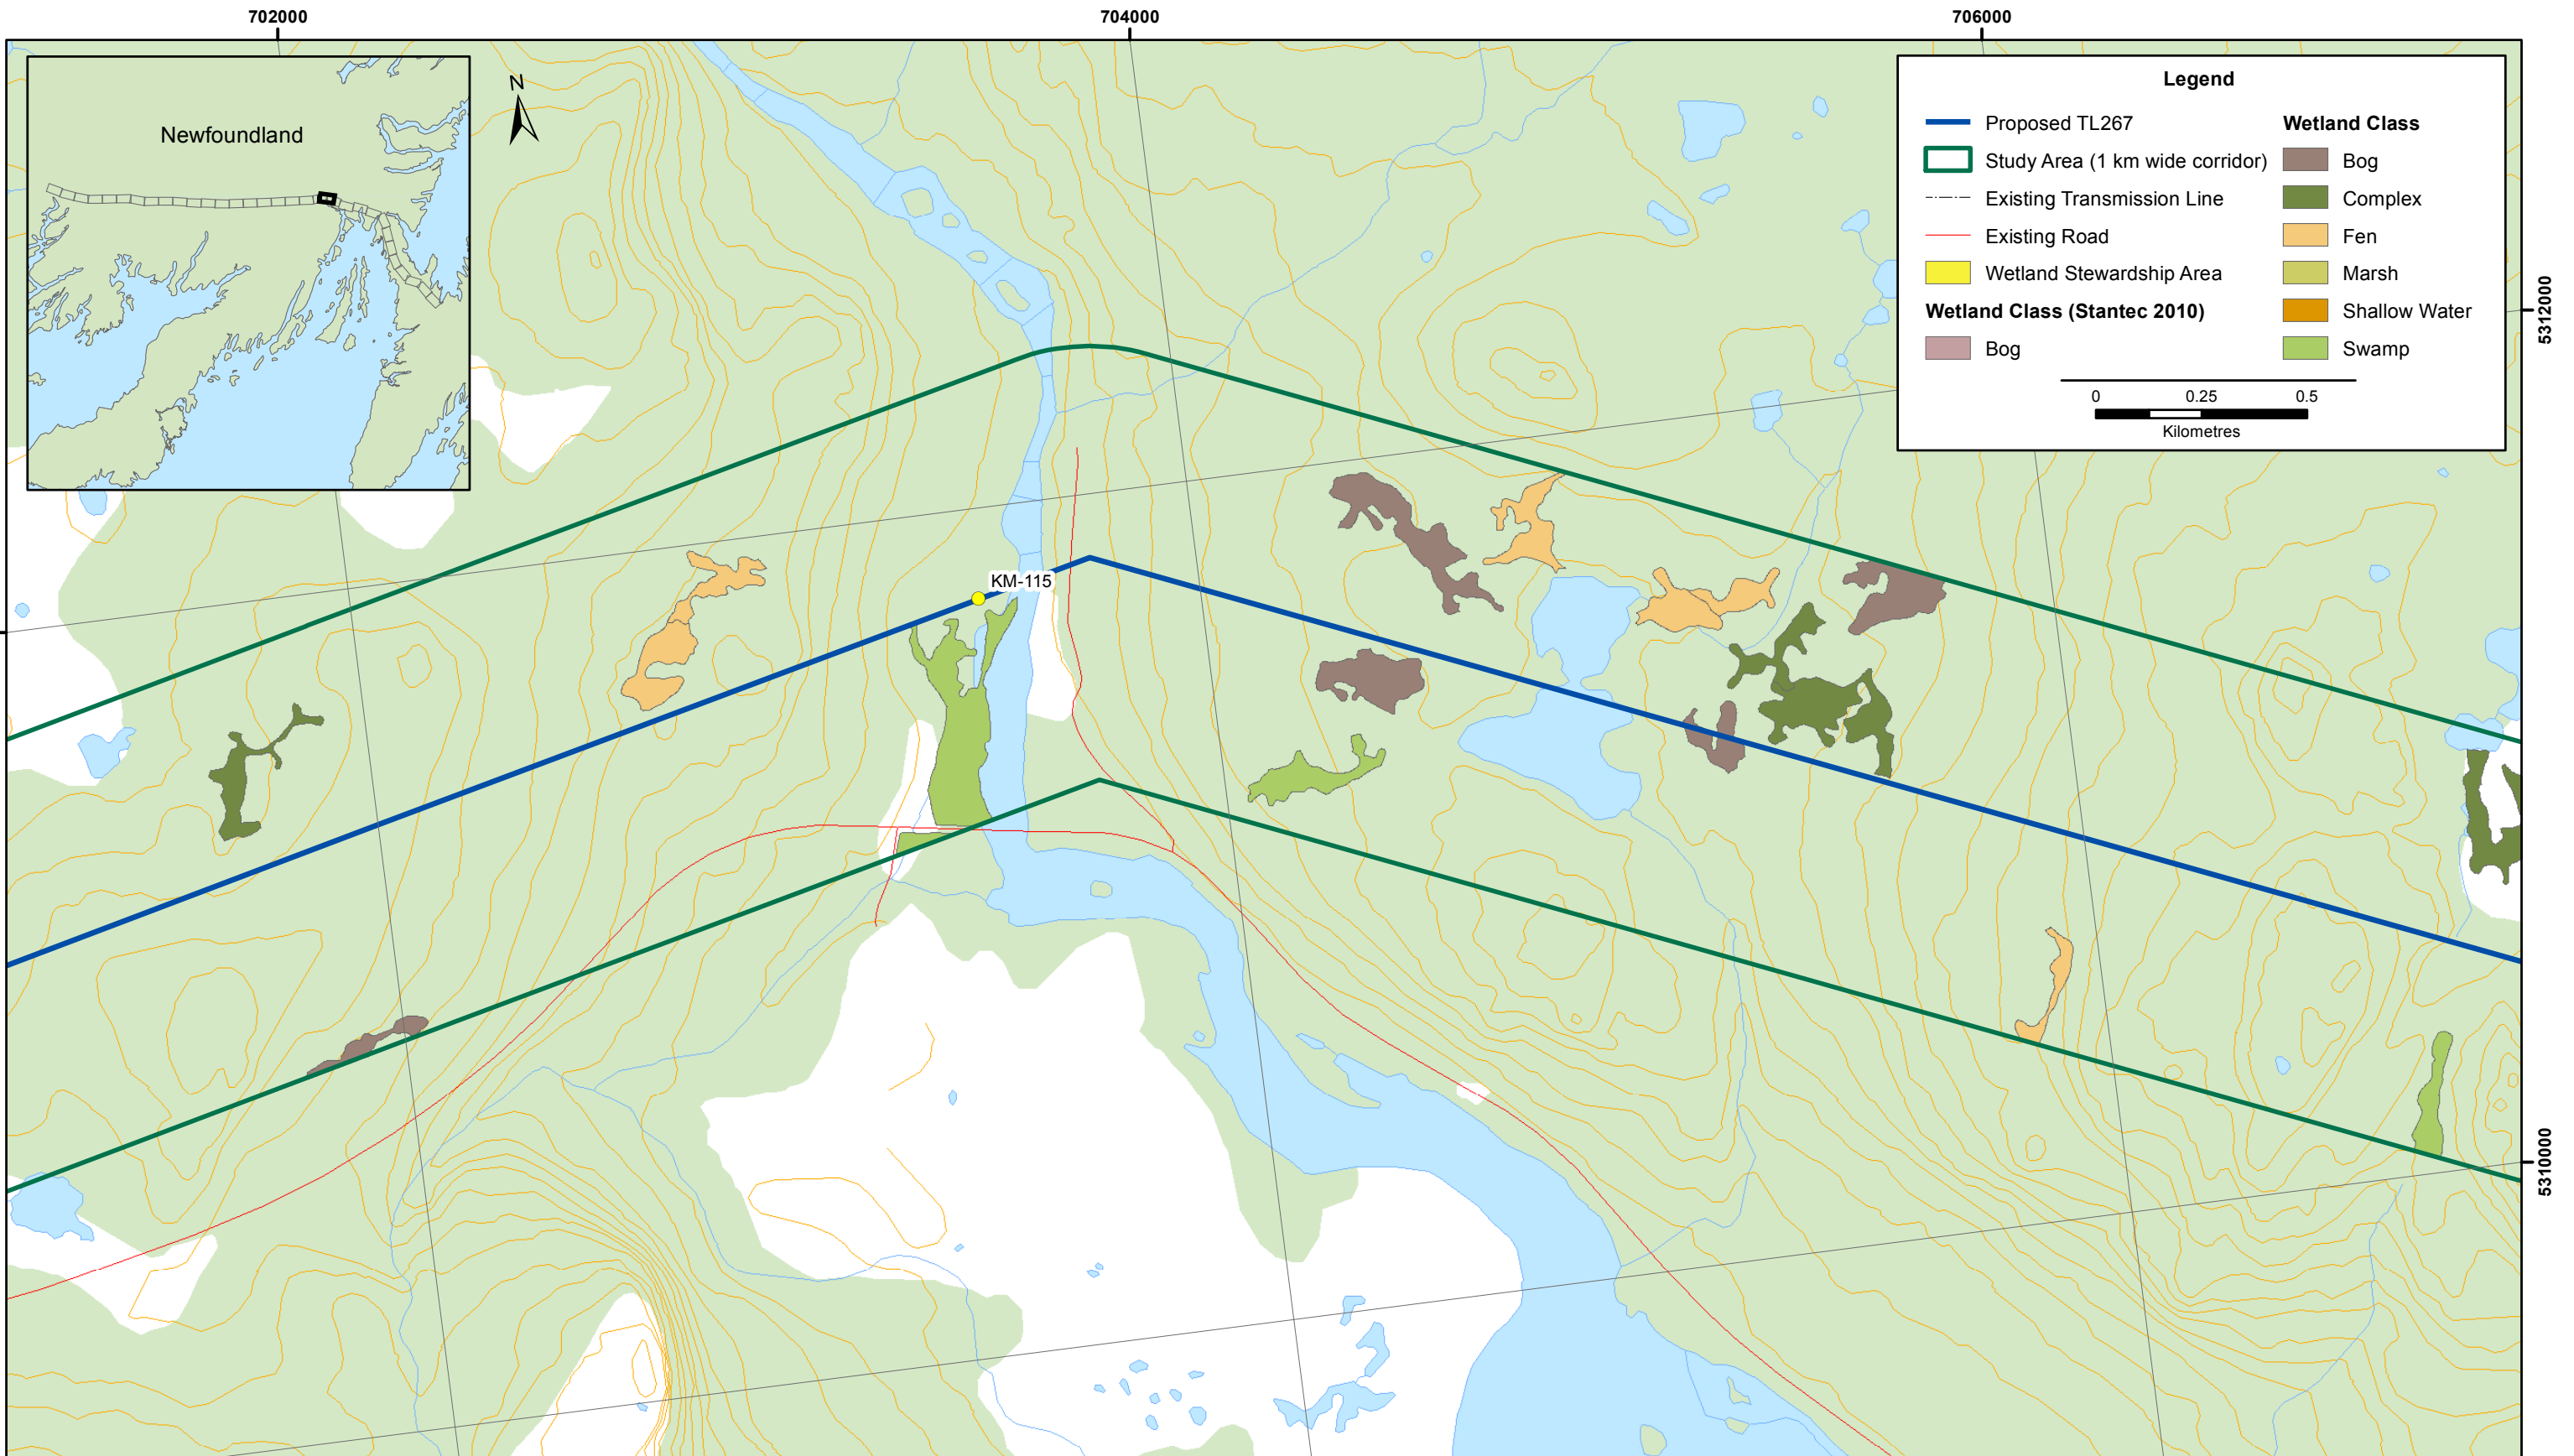 702000
704000
706000
Newfoundland
N
Legend
Proposed TL267
Study Area (1 km wide corridor)
Existing Transmission Line
Existing Road
Wetland Stewardship Area
Wetland Class (Stantec 2010)
Bog
Wetland Class
Bog
Complex
Fen
Marsh
Shallow Water
Swamp
0 0.25 0.5
Kilometres
5312000
KM-115
5310000